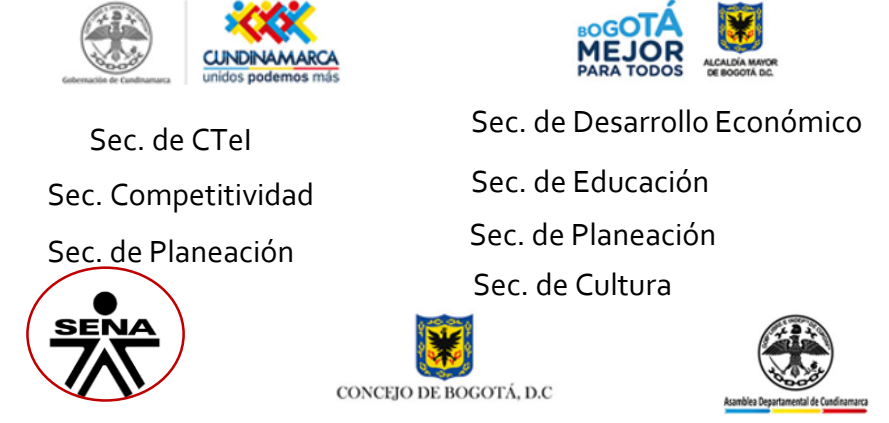 Gobernación de Cundinamarca
CUNDINAMARCA
unidos podemos más
BOGOTÁ
MEJOR
PARA TODOS
ALCALDÍA MAYOR
DE BOGOTÁ D.C.
Sec. de CTeI
Sec. Competitividad
Sec. de Planeación
Sec. de Desarrollo Económico
Sec. de Educación
Sec. de Planeación
Sec. de Cultura
SENA
CONCEJO DE BOGOTÁ, D.C
Asamblea Departamental de Cundinamarca